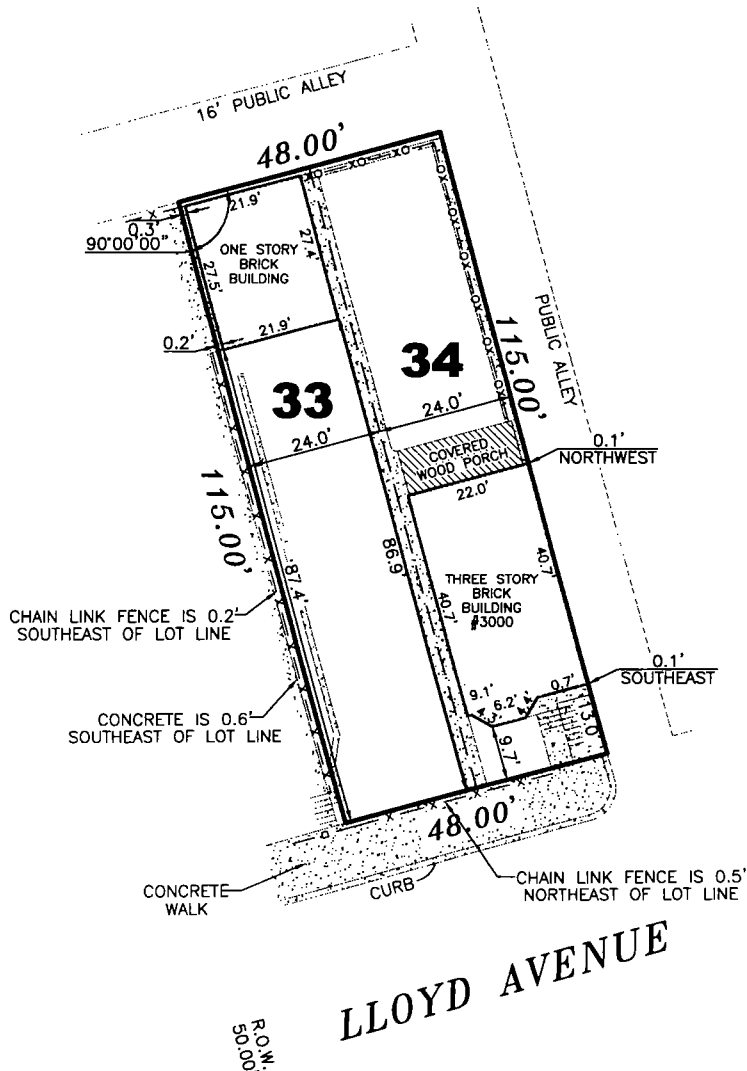 16' PUBLIC ALLEY
48.00'
0.3'
21.9'
90°00'00"
ONE STORY
BRICK
BUILDING
27.5'
27.4'
0.2'
21.9'
PUBLIC ALLEY
115.00'
34
33
24.0'
24.0'
COVERED
WOOD PORCH
0.1'
NORTHWEST
22.0'
115.00'
86.9'
87.4'
40.7'
40.7'
THREE STORY
BRICK
BUILDING
#3000
CHAIN LINK FENCE IS 0.2'
SOUTHEAST OF LOT LINE
0.1'
SOUTHEAST
9.1'
6.2'
0.7'
CONCRETE IS 0.6'
SOUTHEAST OF LOT LINE
9.7'
48.00'
CONCRETE
WALK
CURB
CHAIN LINK FENCE IS 0.5'
NORTHEAST OF LOT LINE
LLOYD AVENUE
R.O.W.
50.00'